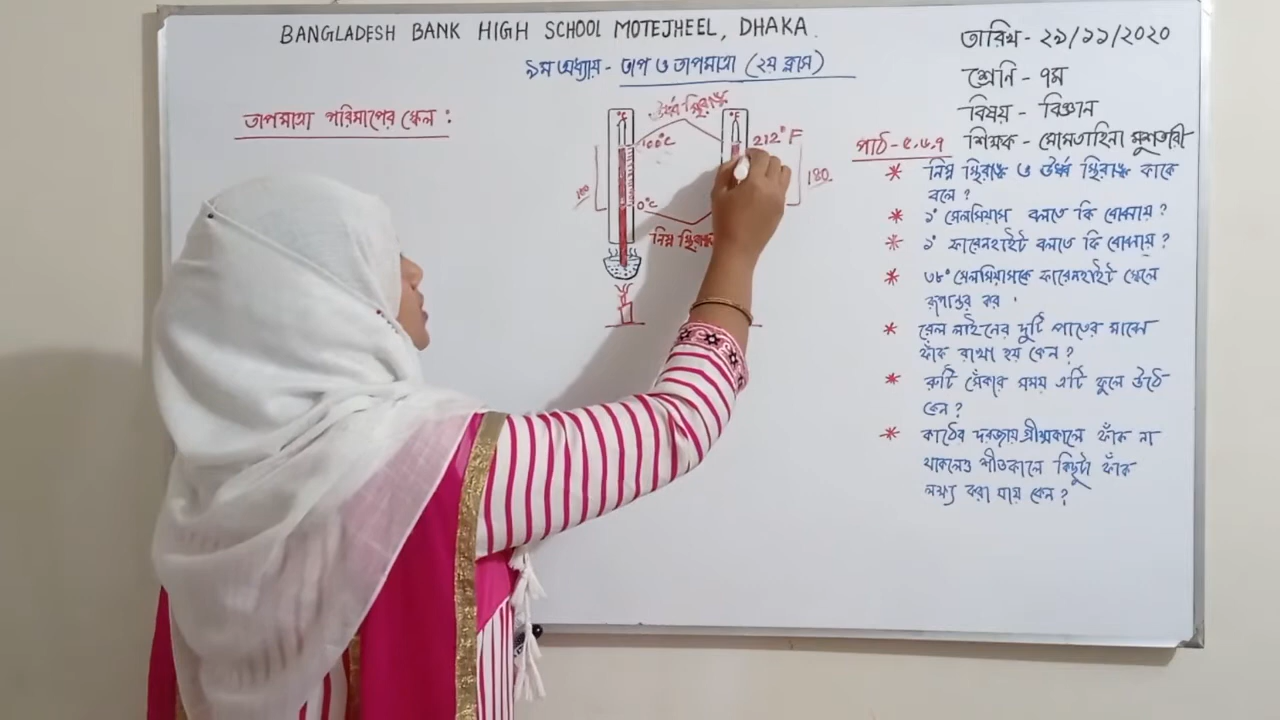 BANGLADESH BANK HIGH SCHOOL MOTEJHEEL, DHAKA.
৯ম অধ্যায় - তাপ ও তাপমাত্রা (২য় ক্লাস)
তাপমাত্রা পরিমাপের স্কেল :
ঊর্ধ্ব স্থিরাঙ্ক
°C
°F
100°C
212° F
180
100
0°C
নিম্ন স্থিরাঙ্ক
তারিখ - ২৯/১১/২০২০
শ্রেনি - ৭ম
বিষয় - বিজ্ঞান
শিক্ষক - মোমতাহিনা মুশতরী
পাঠ - ৫.৬.৭
* নিম্ন স্থিরাঙ্ক ও ঊর্ধ্ব স্থিরাঙ্ক কাকে
বলে ?
* ১° সেলসিয়াস বলতে কি বোঝায় ?
* ১° ফারেনহাইট বলতে কি বোঝায় ?
* ৩৮° সেলসিয়াসকে ফারেনহাইট স্কেলে
রূপান্তর কর .
* রেল লাইনের দুটি পাতের মাঝে
ফাঁক রাখা হয় কেন ?
* রুটি সেঁকার সময় এটি ফুলে উঠে
কেন ?
* কাঠের দরজায় গ্রীষ্মকালে ফাঁক না
থাকলেও শীতকালে কিছুটা ফাঁক
লক্ষ্য করা যায় কেন ?